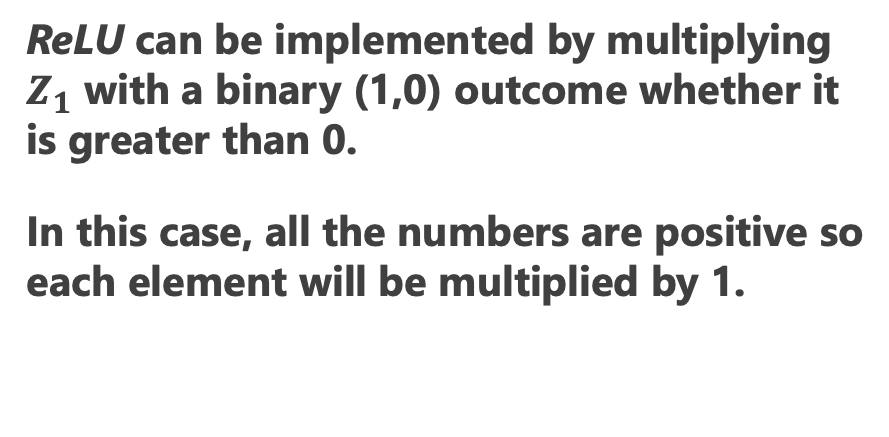 ReLU can be implemented by multiplying
Z₁ with a binary (1,0) outcome whether it
is greater than 0.
In this case, all the numbers are positive so
each element will be multiplied by 1.